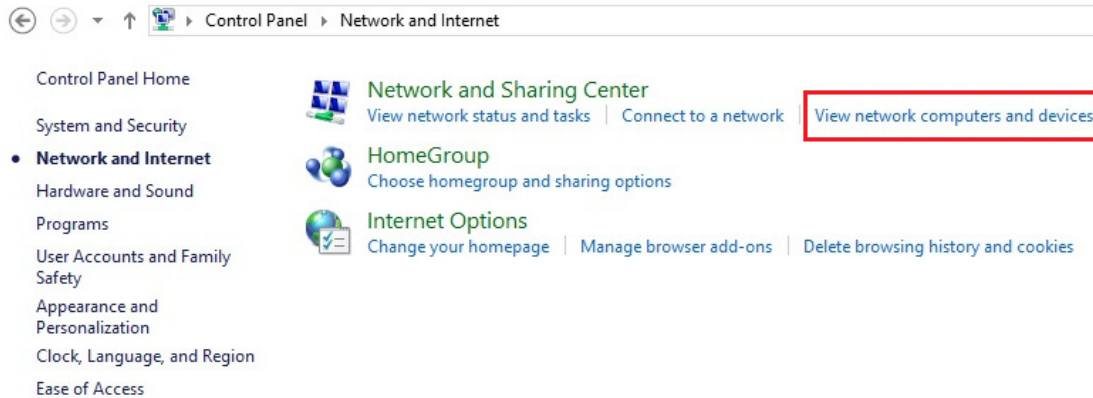 Control Panel Network and Internet
Control Panel Home
System and Security
Network and Internet
Hardware and Sound
Programs
User Accounts and Family
Safety
Appearance and
Personalization
Clock, Language, and Region
Ease of Access
Network and Sharing Center
View network status and tasks Connect to a network View network computers and devices
HomeGroup
Choose homegroup and sharing options
Internet Options
Change your homepage Manage browser add-ons Delete browsing history and cookies